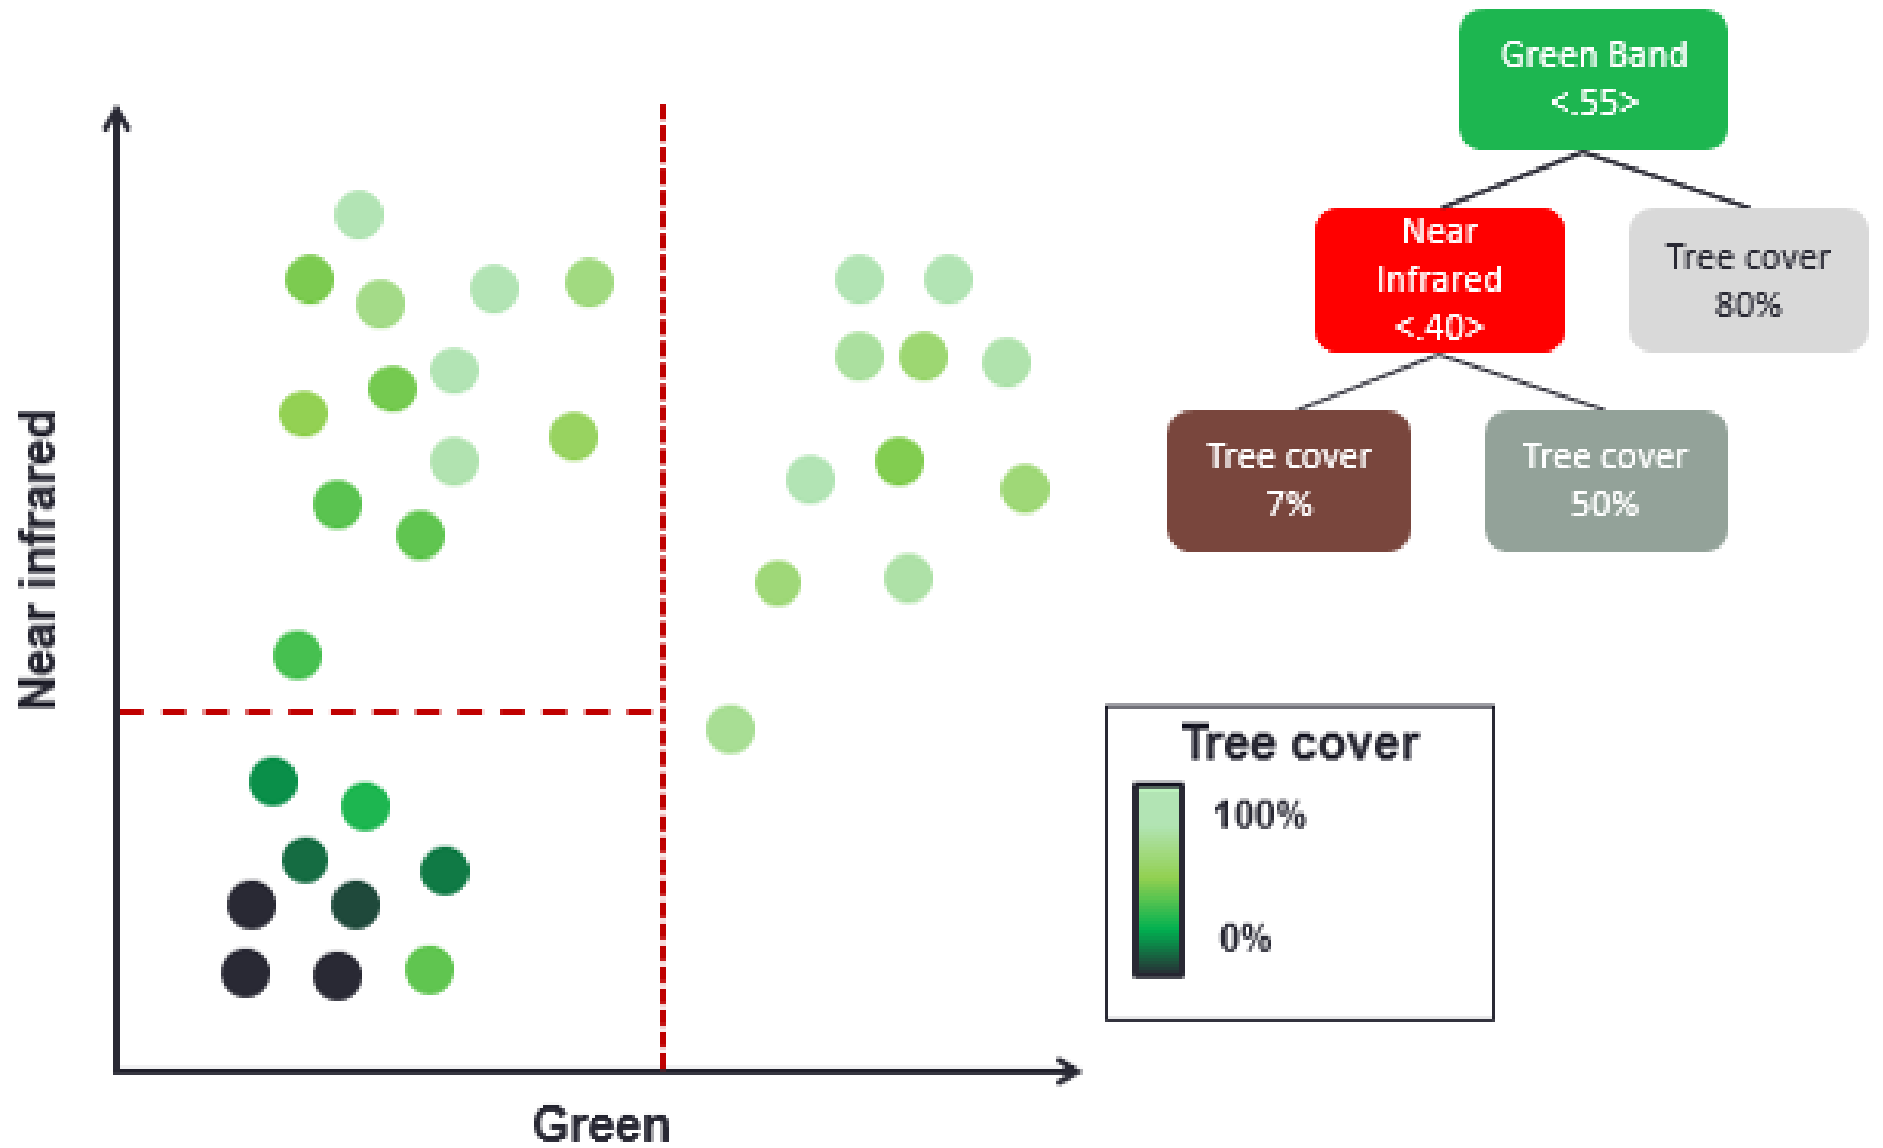 Near infrared
Green
Green Band
<.55>
Near
Infrared
<.40>
Tree cover
80%
Tree cover
7%
Tree cover
50%
Tree cover
100%
0%